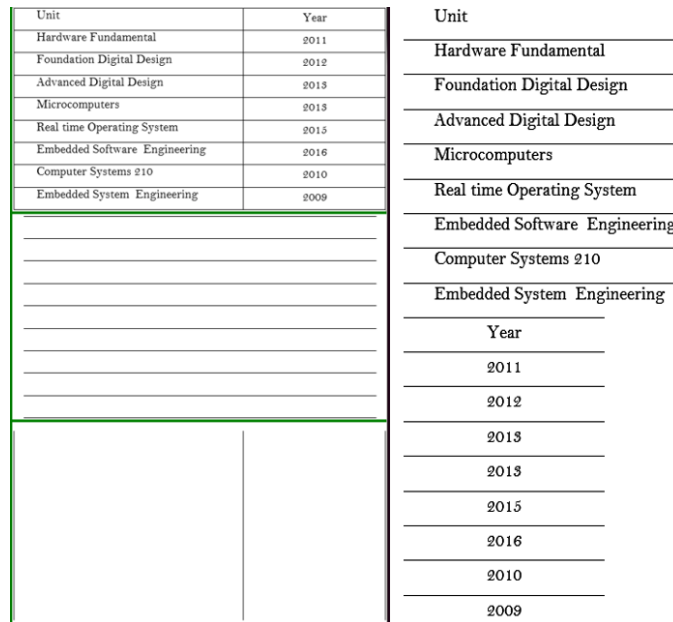 Unit Year
Hardware Fundamental 2011
Foundation Digital Design 2012
Advanced Digital Design 2013
Microcomputers 2013
Real time Operating System 2015
Embedded Software Engineering 2016
Computer Systems 210 2010
Embedded System Engineering 2009
Unit
Hardware Fundamental
Foundation Digital Design
Advanced Digital Design
Microcomputers
Real time Operating System
Embedded Software Engineering
Computer Systems 210
Embedded System Engineering
Year
2011
2012
2013
2013
2015
2016
2010
2009